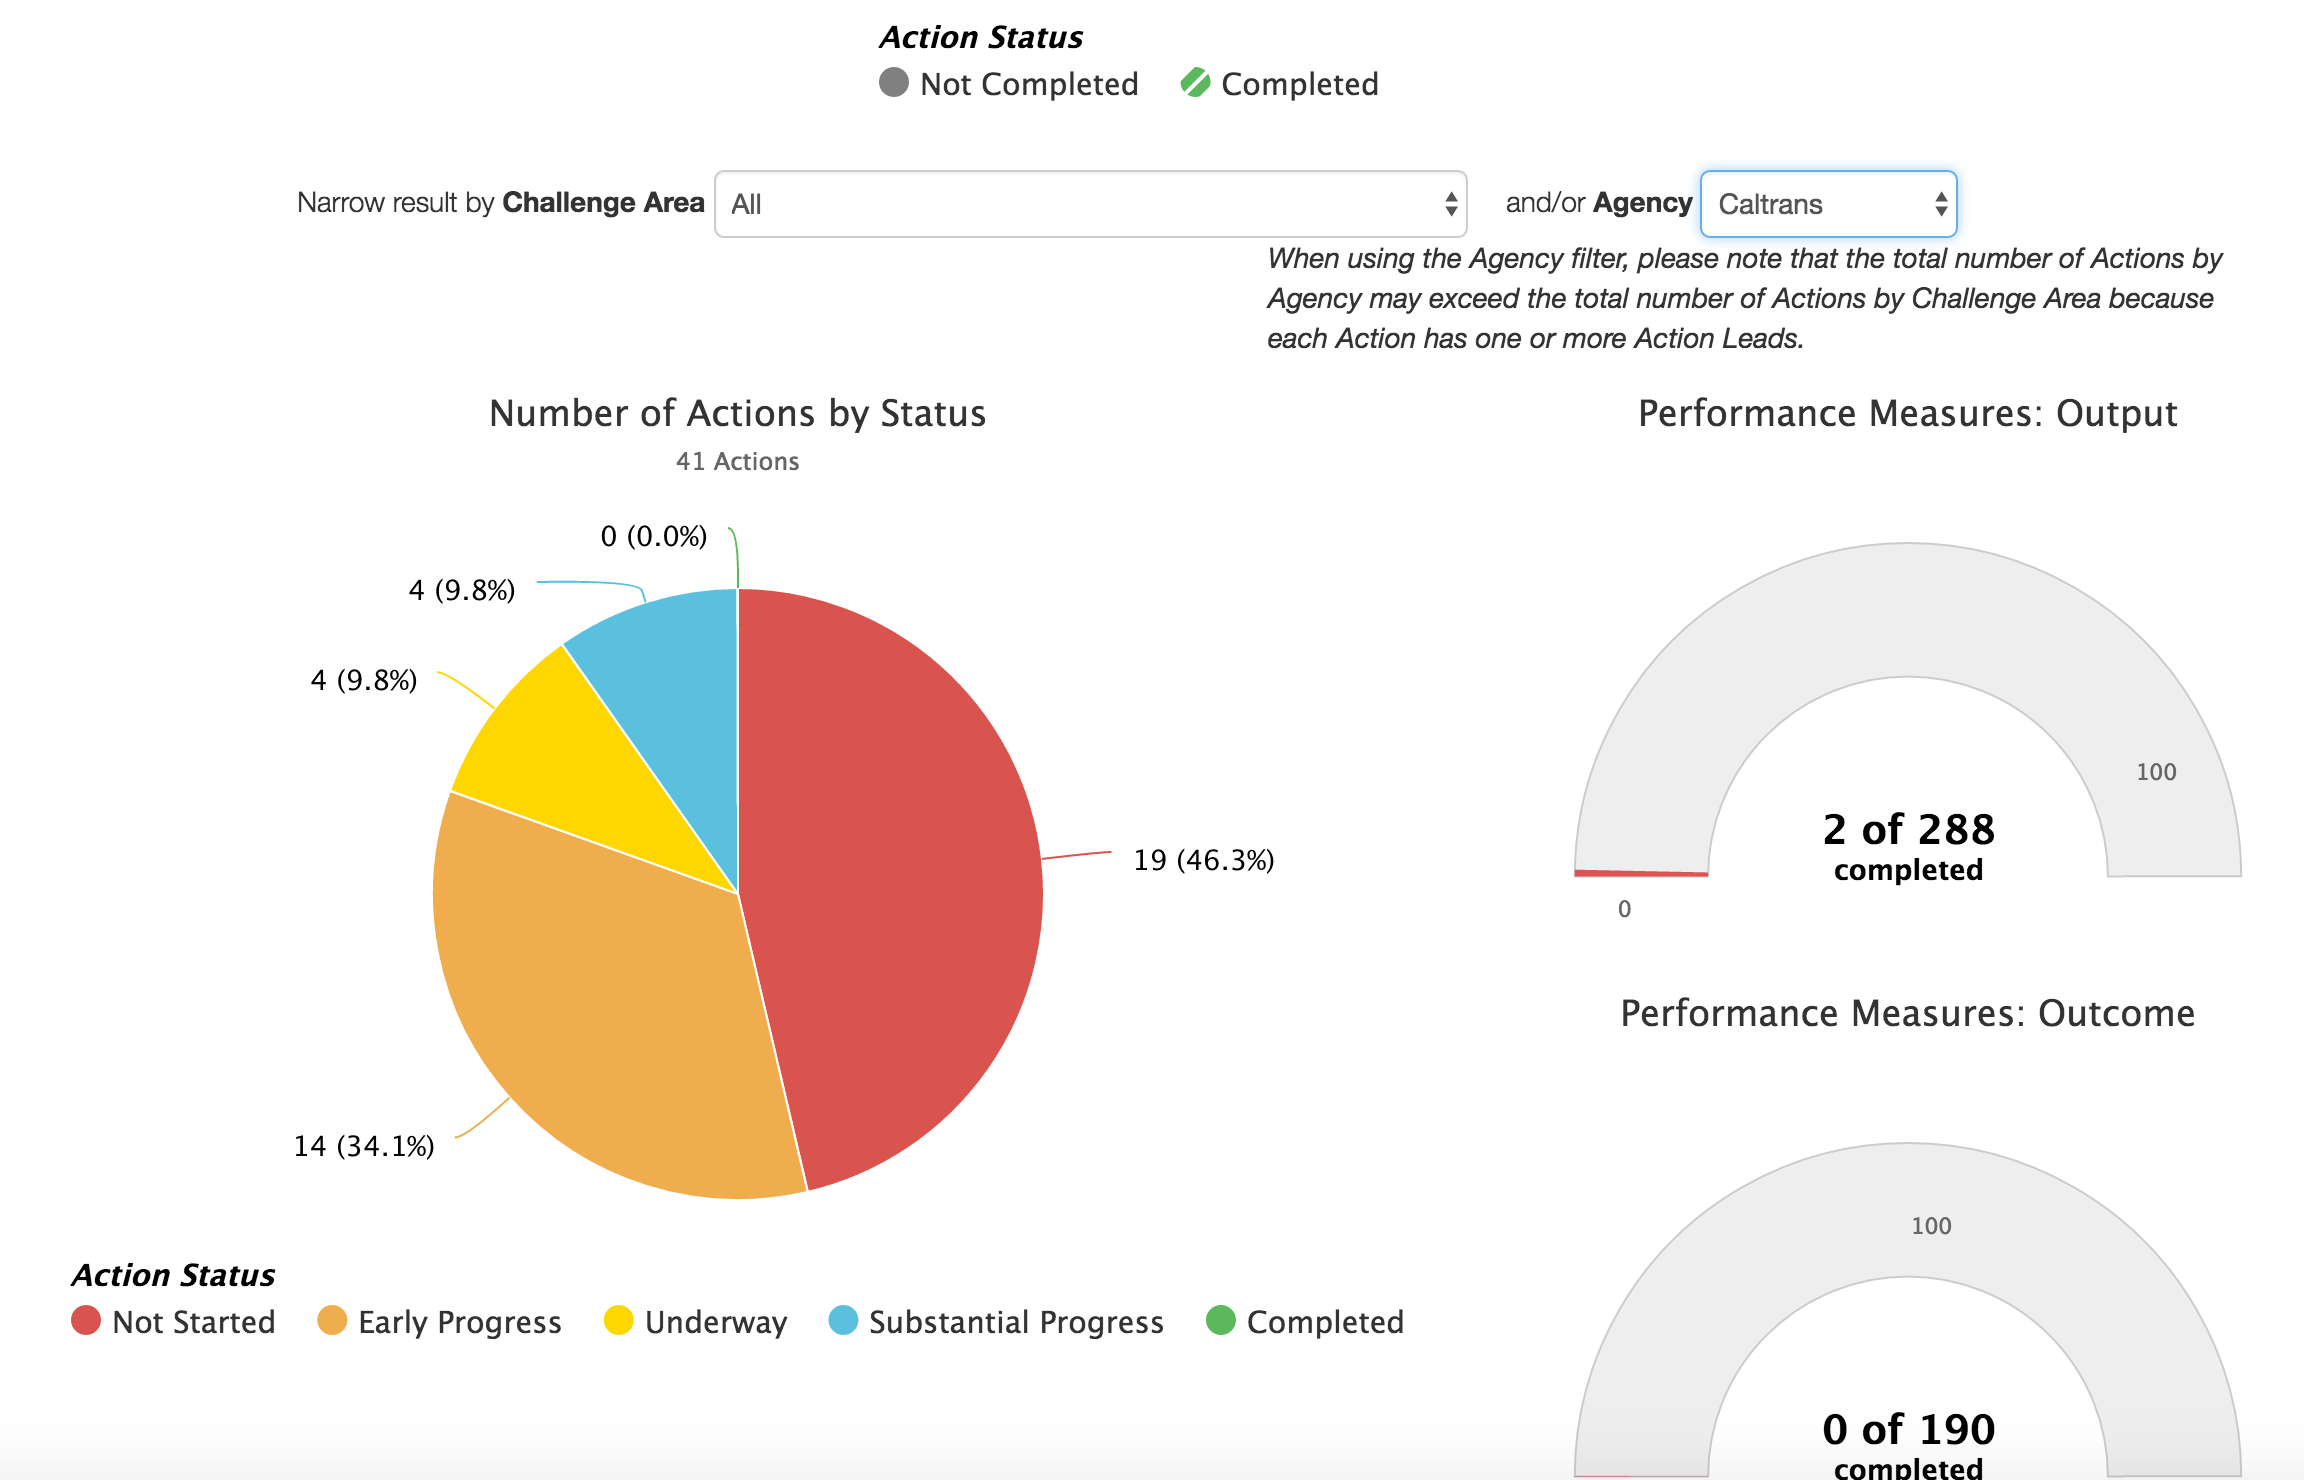 Action Status
Not Completed Completed
Narrow result by Challenge Area All and/or Agency Caltrans
When using the Agency filter, please note that the total number of Actions by
Agency may exceed the total number of Actions by Challenge Area because
each Action has one or more Action Leads.
Number of Actions by Status
41 Actions
0 (0.0%)
4 (9.8%)
4 (9.8%)
19 (46.3%)
14 (34.1%)
Action Status
Not Started Early Progress Underway Substantial Progress Completed
Performance Measures: Output
100
2 of 288
completed
0
Performance Measures: Outcome
100
0 of 190
completed